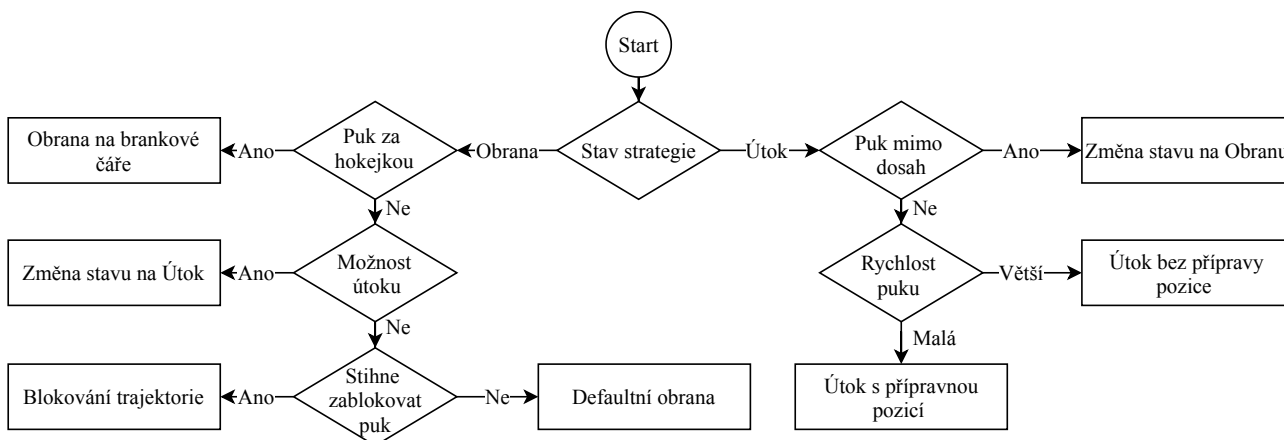 Start
Obrana na brankové
čáře
Ano
Puk za
hokejkou
Obrana
Stav strategie
Útok
Puk mimo
dosah
Ano
Změna stavu na Obranu
Ne
Ne
Změna stavu na Útok
Ano
Možnost
útoku
Rychlost
puku
Větší
Útok bez přípravy
pozice
Ne
Malá
Blokování trajektorie
Ano
Stihne
zablokovat
puk
Ne
Defaultní obrana
Útok s přípravnou
pozicí